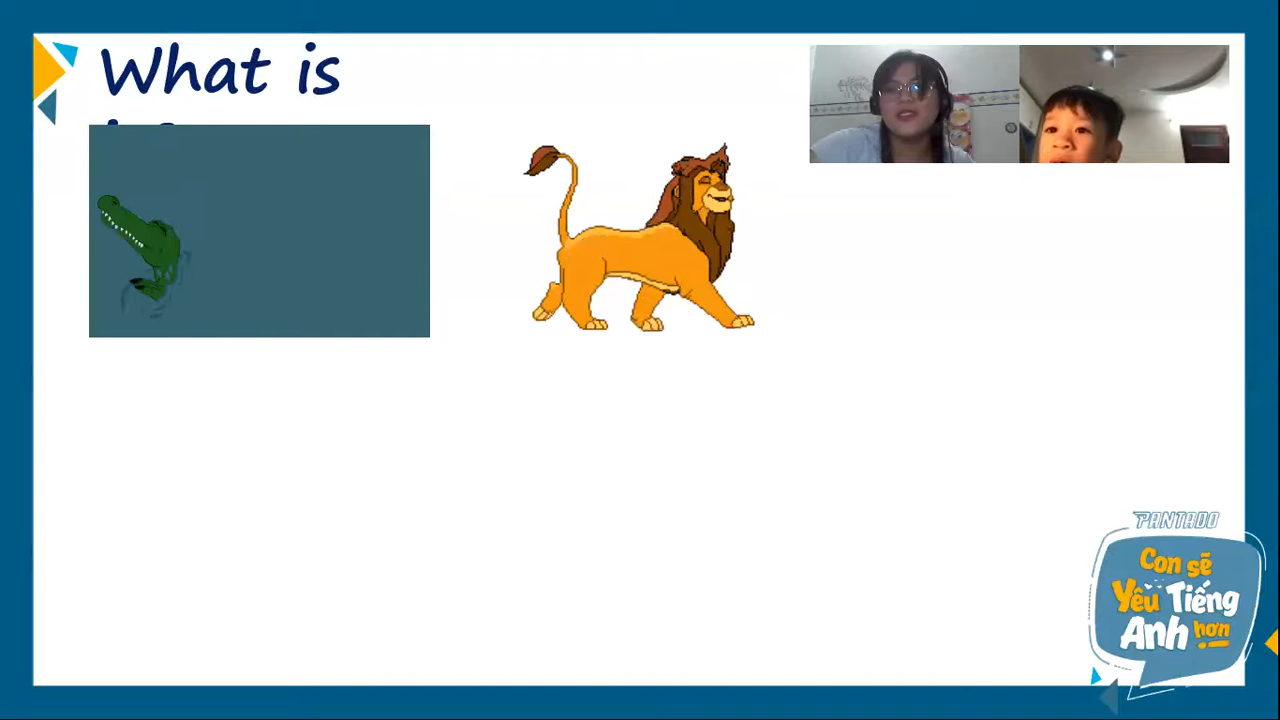 What is
PANTADO
Con sẽ
Yêu Tiếng
Anh hơn